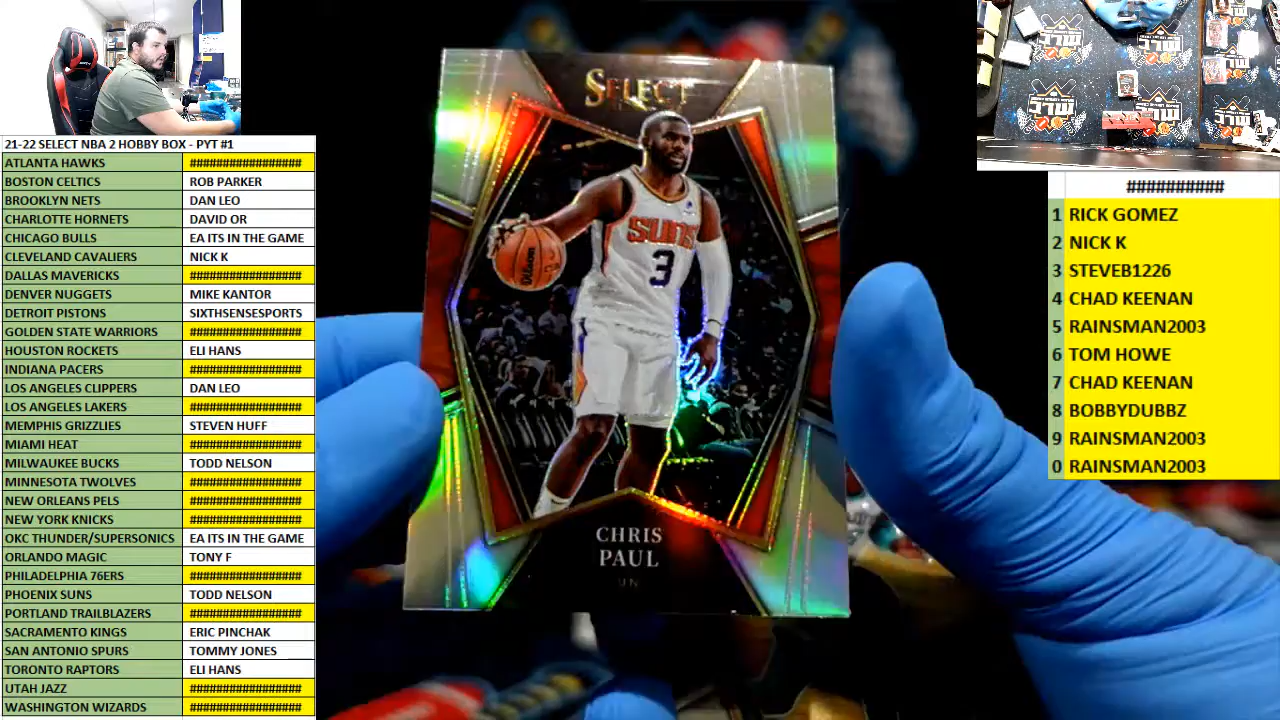 21-22 SELECT NBA 2 HOBBY BOX - PYT #1
ATLANTA HAWKS #################
BOSTON CELTICS ROB PARKER
BROOKLYN NETS DAN LEO
CHARLOTTE HORNETS DAVID OR
CHICAGO BULLS EA ITS IN THE GAME
CLEVELAND CAVALIERS NICK K
DALLAS MAVERICKS #################
DENVER NUGGETS MIKE KANTOR
DETROIT PISTONS SIXTHSENSESPORTS
GOLDEN STATE WARRIORS #################
HOUSTON ROCKETS ELI HANS
INDIANA PACERS #################
LOS ANGELES CLIPPERS DAN LEO
LOS ANGELES LAKERS #################
MEMPHIS GRIZZLIES STEVEN HUFF
MIAMI HEAT #################
MILWAUKEE BUCKS TODD NELSON
MINNESOTA TWOLVES #################
NEW ORLEANS PELS #################
NEW YORK KNICKS #################
OKC THUNDER/SUPERSONICS EA ITS IN THE GAME
ORLANDO MAGIC TONY F
PHILADELPHIA 76ERS #################
PHOENIX SUNS TODD NELSON
PORTLAND TRAILBLAZERS #################
SACRAMENTO KINGS ERIC PINCHAK
SAN ANTONIO SPURS TOMMY JONES
TORONTO RAPTORS ELI HANS
UTAH JAZZ #################
WASHINGTON WIZARDS #################
SELECT
SUNS
3
Wilson
CHRIS
PAUL
##########
1 RICK GOMEZ
2 NICK K
3 STEVEB1226
4 CHAD KEENAN
5 RAINSMAN2003
6 TOM HOWE
7 CHAD KEENAN
8 BOBBYDUBBZ
9 RAINSMAN2003
0 RAINSMAN2003